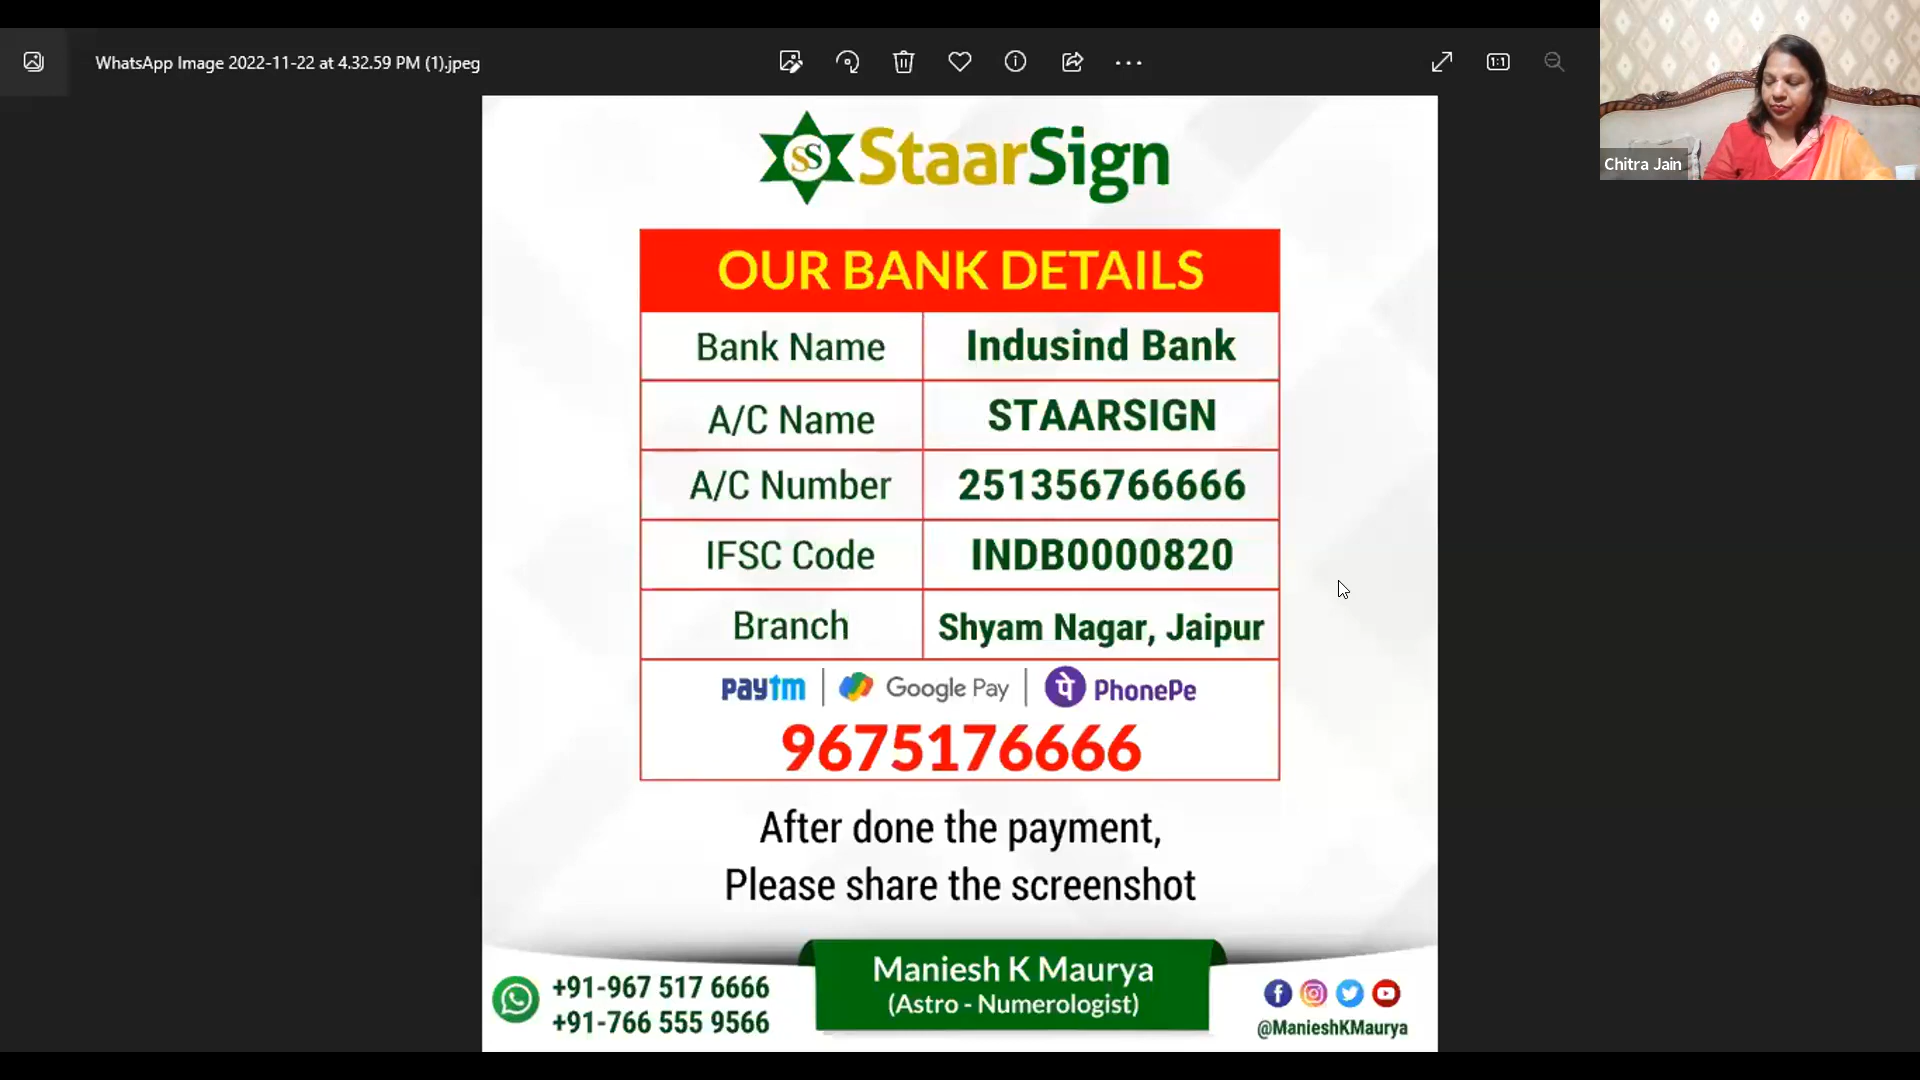 WhatsApp Image 2022-11-22 at 4.32.59 PM (1).jpeg
1:1
Chitra Jain
SS StaarSign
OUR BANK DETAILS
Bank Name Indusind Bank
A/C Name STAARSIGN
A/C Number 251356766666
IFSC Code INDB0000820
Branch Shyam Nagar, Jaipur
paytm Google Pay पे PhonePe
9675176666
After done the payment,
Please share the screenshot
Maniesh K Maurya
(Astro - Numerologist)
+91-967 517 6666
+91-766 555 9566
@ManieshKMaurya